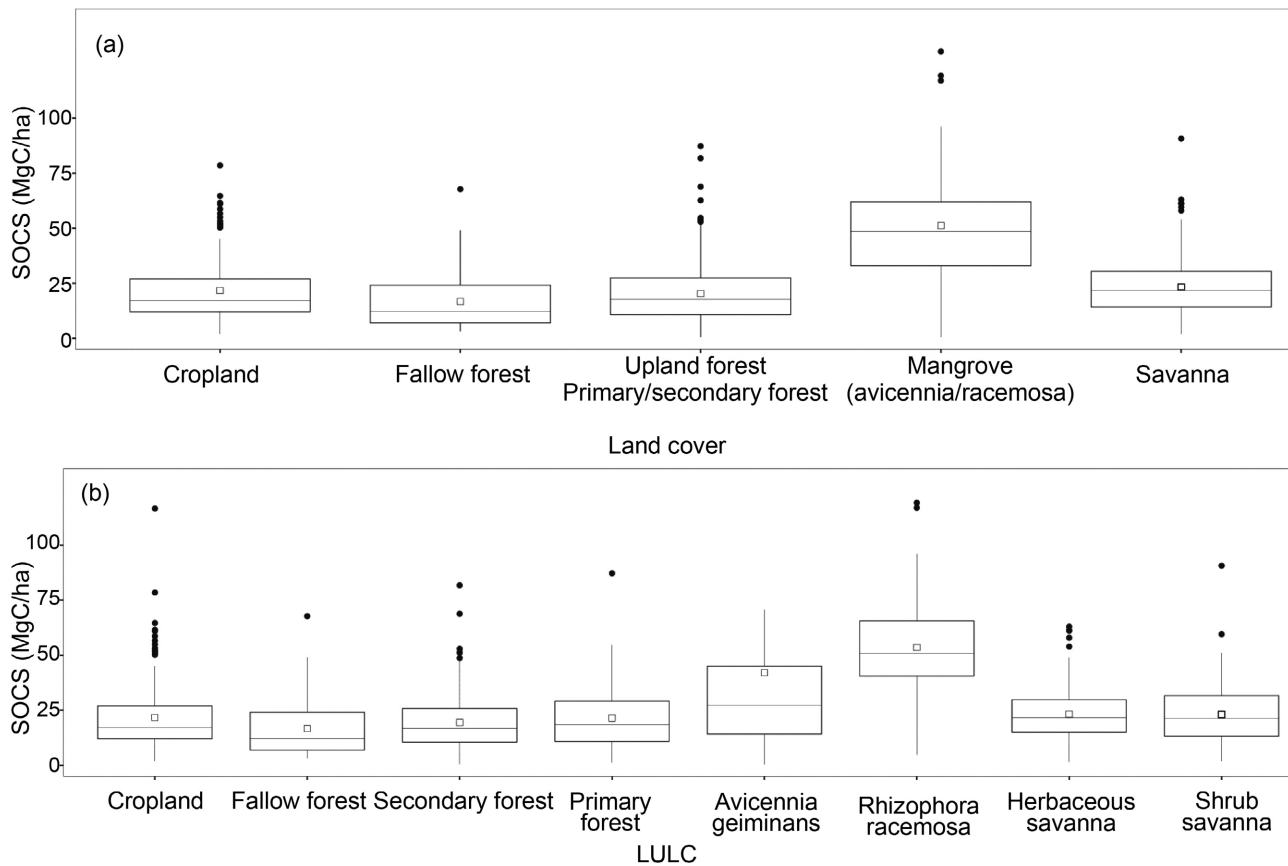 (a)
SOCS (MgC/ha)
100
75
50
25
0
Cropland
Fallow forest
Upland forest
Primary/secondary forest
Mangrove
(avicennia/racemosa)
Savanna
Land cover
(b)
SOCS (MgC/ha)
100
75
50
25
0
Cropland
Fallow forest
Secondary forest
Primary
forest
Avicennia
geiminans
Rhizophora
racemosa
Herbaceous
savanna
Shrub
savanna
LULC